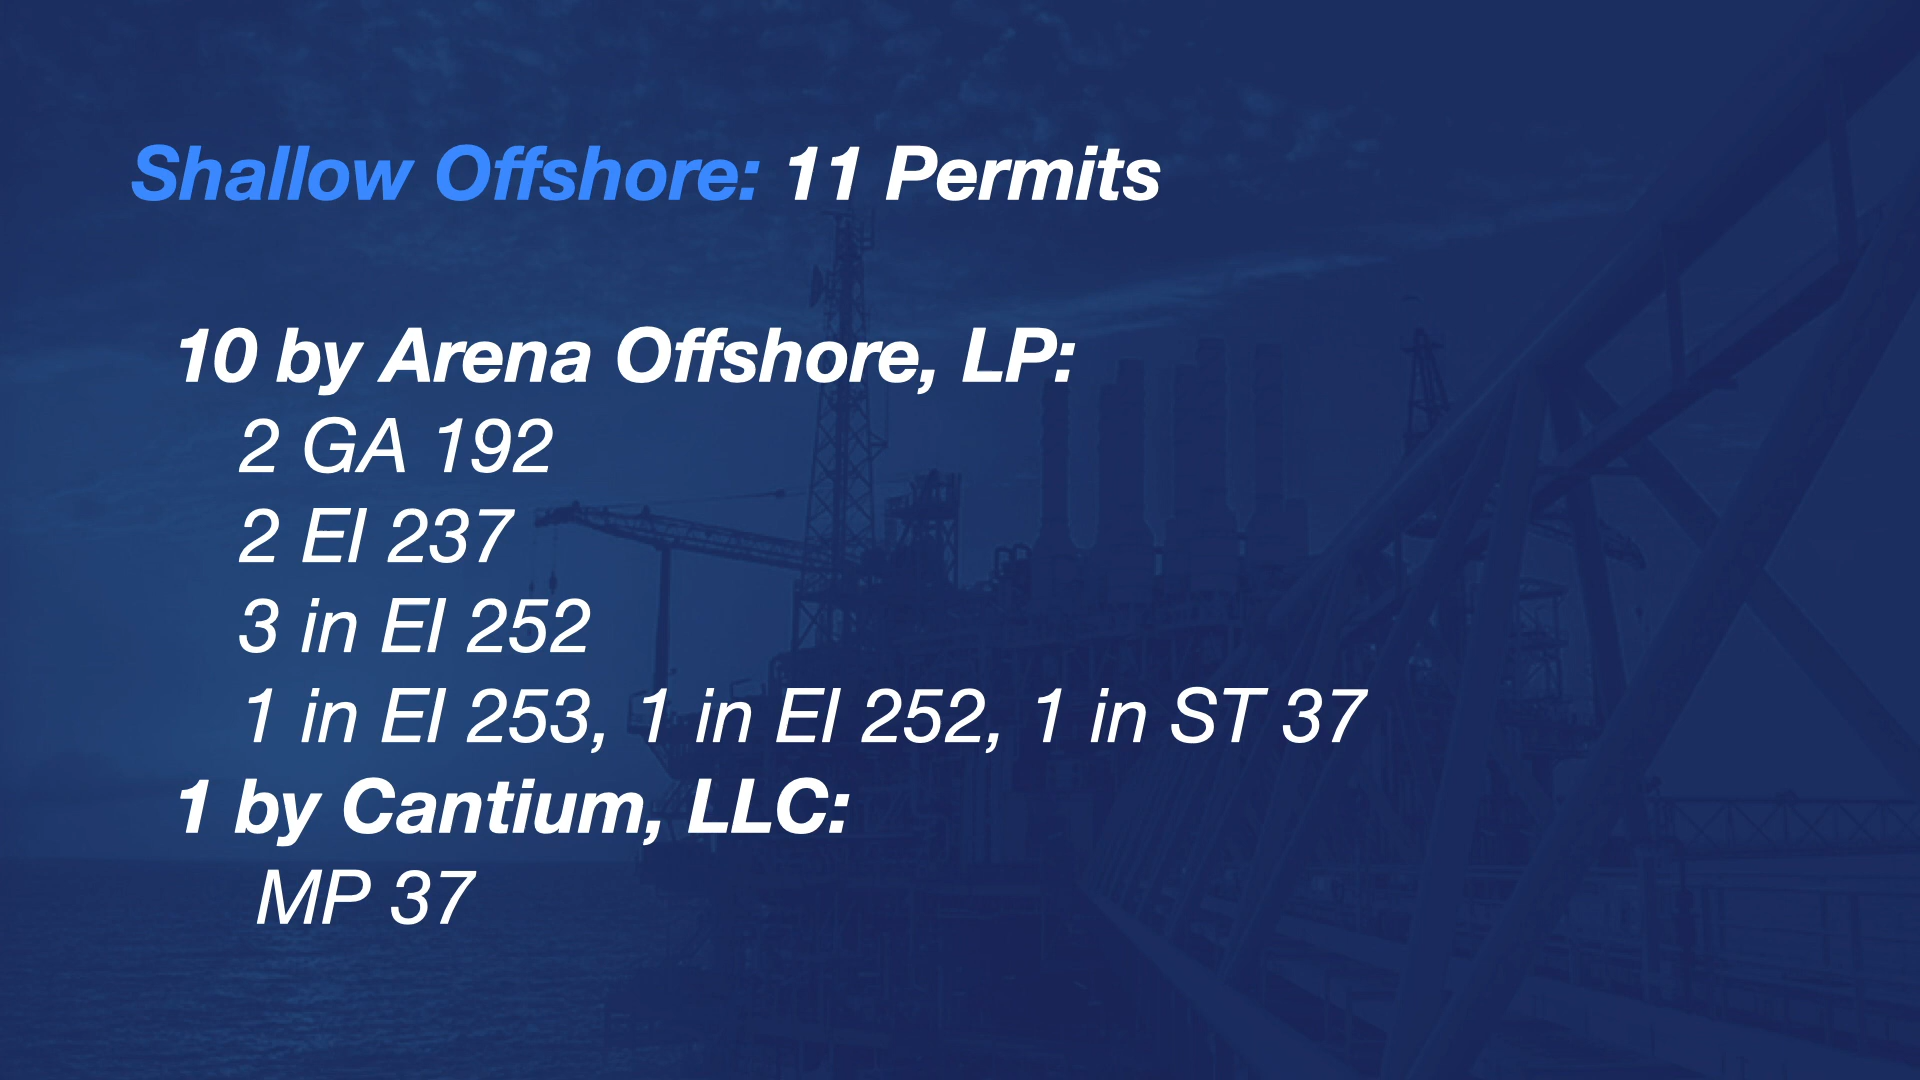 Shallow Offshore: 11 Permits
10 by Arena Offshore, LP:
2 GA 192
2 EI 237
3 in EI 252
1 in EI 253, 1 in EI 252, 1 in ST 37
1 by Cantium, LLC:
MP 37